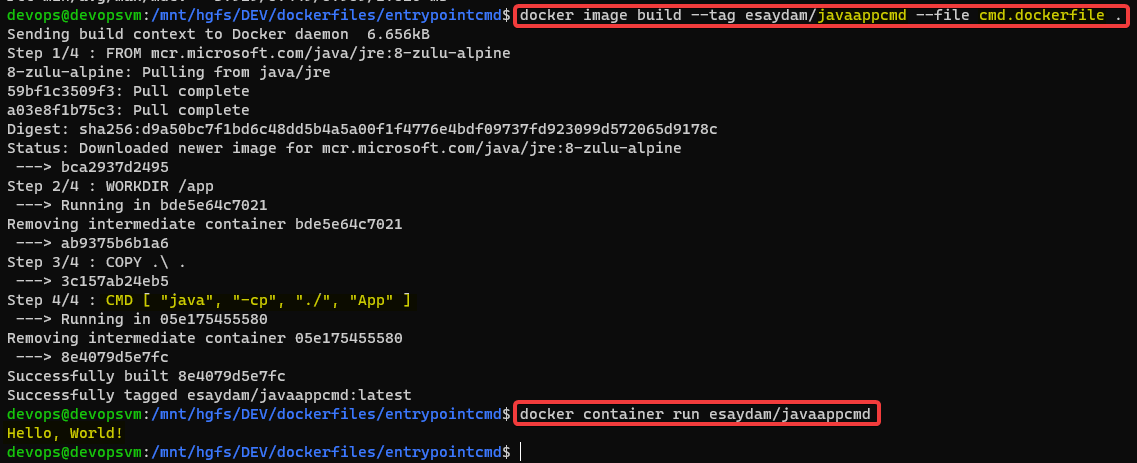 devops@devopsvm:/mnt/hgfs/DEV/dockerfiles/entrypointcmd$ docker image build --tag esaydam/javaappcmd --file cmd.dockerfile .
Sending build context to Docker daemon  6.656kB
Step 1/4 : FROM mcr.microsoft.com/java/jre:8-zulu-alpine
8-zulu-alpine: Pulling from java/jre
59bf1c3509f3: Pull complete
a03e8f1b75c3: Pull complete
Digest: sha256:d9a50bc7f1bd6c48dd5b4a5a00f1f4776e4bdf09737fd923099d572065d9178c
Status: Downloaded newer image for mcr.microsoft.com/java/jre:8-zulu-alpine
 ---> bca2937d2495
Step 2/4 : WORKDIR /app
 ---> Running in bde5e64c7021
Removing intermediate container bde5e64c7021
 ---> ab9375b6b1a6
Step 3/4 : COPY .\ .
 ---> 3c157ab24eb5
Step 4/4 : CMD [ "java", "-cp", "./", "App" ]
 ---> Running in 05e175455580
Removing intermediate container 05e175455580
 ---> 8e4079d5e7fc
Successfully built 8e4079d5e7fc
Successfully tagged esaydam/javaappcmd:latest
devops@devopsvm:/mnt/hgfs/DEV/dockerfiles/entrypointcmd$ docker container run esaydam/javaappcmd
Hello, World!
devops@devopsvm:/mnt/hgfs/DEV/dockerfiles/entrypointcmd$